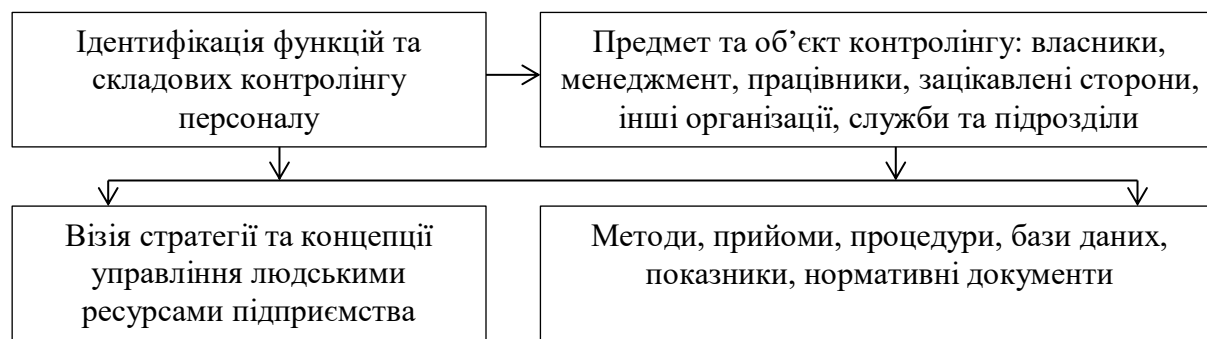 Ідентифікація функцій та
складових контролінгу
персоналу
Предмет та об’єкт контролінгу: власники,
менеджмент, працівники, зацікавлені сторони,
інші організації, служби та підрозділи
Візія стратегії та концепції
управління людськими
ресурсами підприємства
Методи, прийоми, процедури, бази даних,
показники, нормативні документи